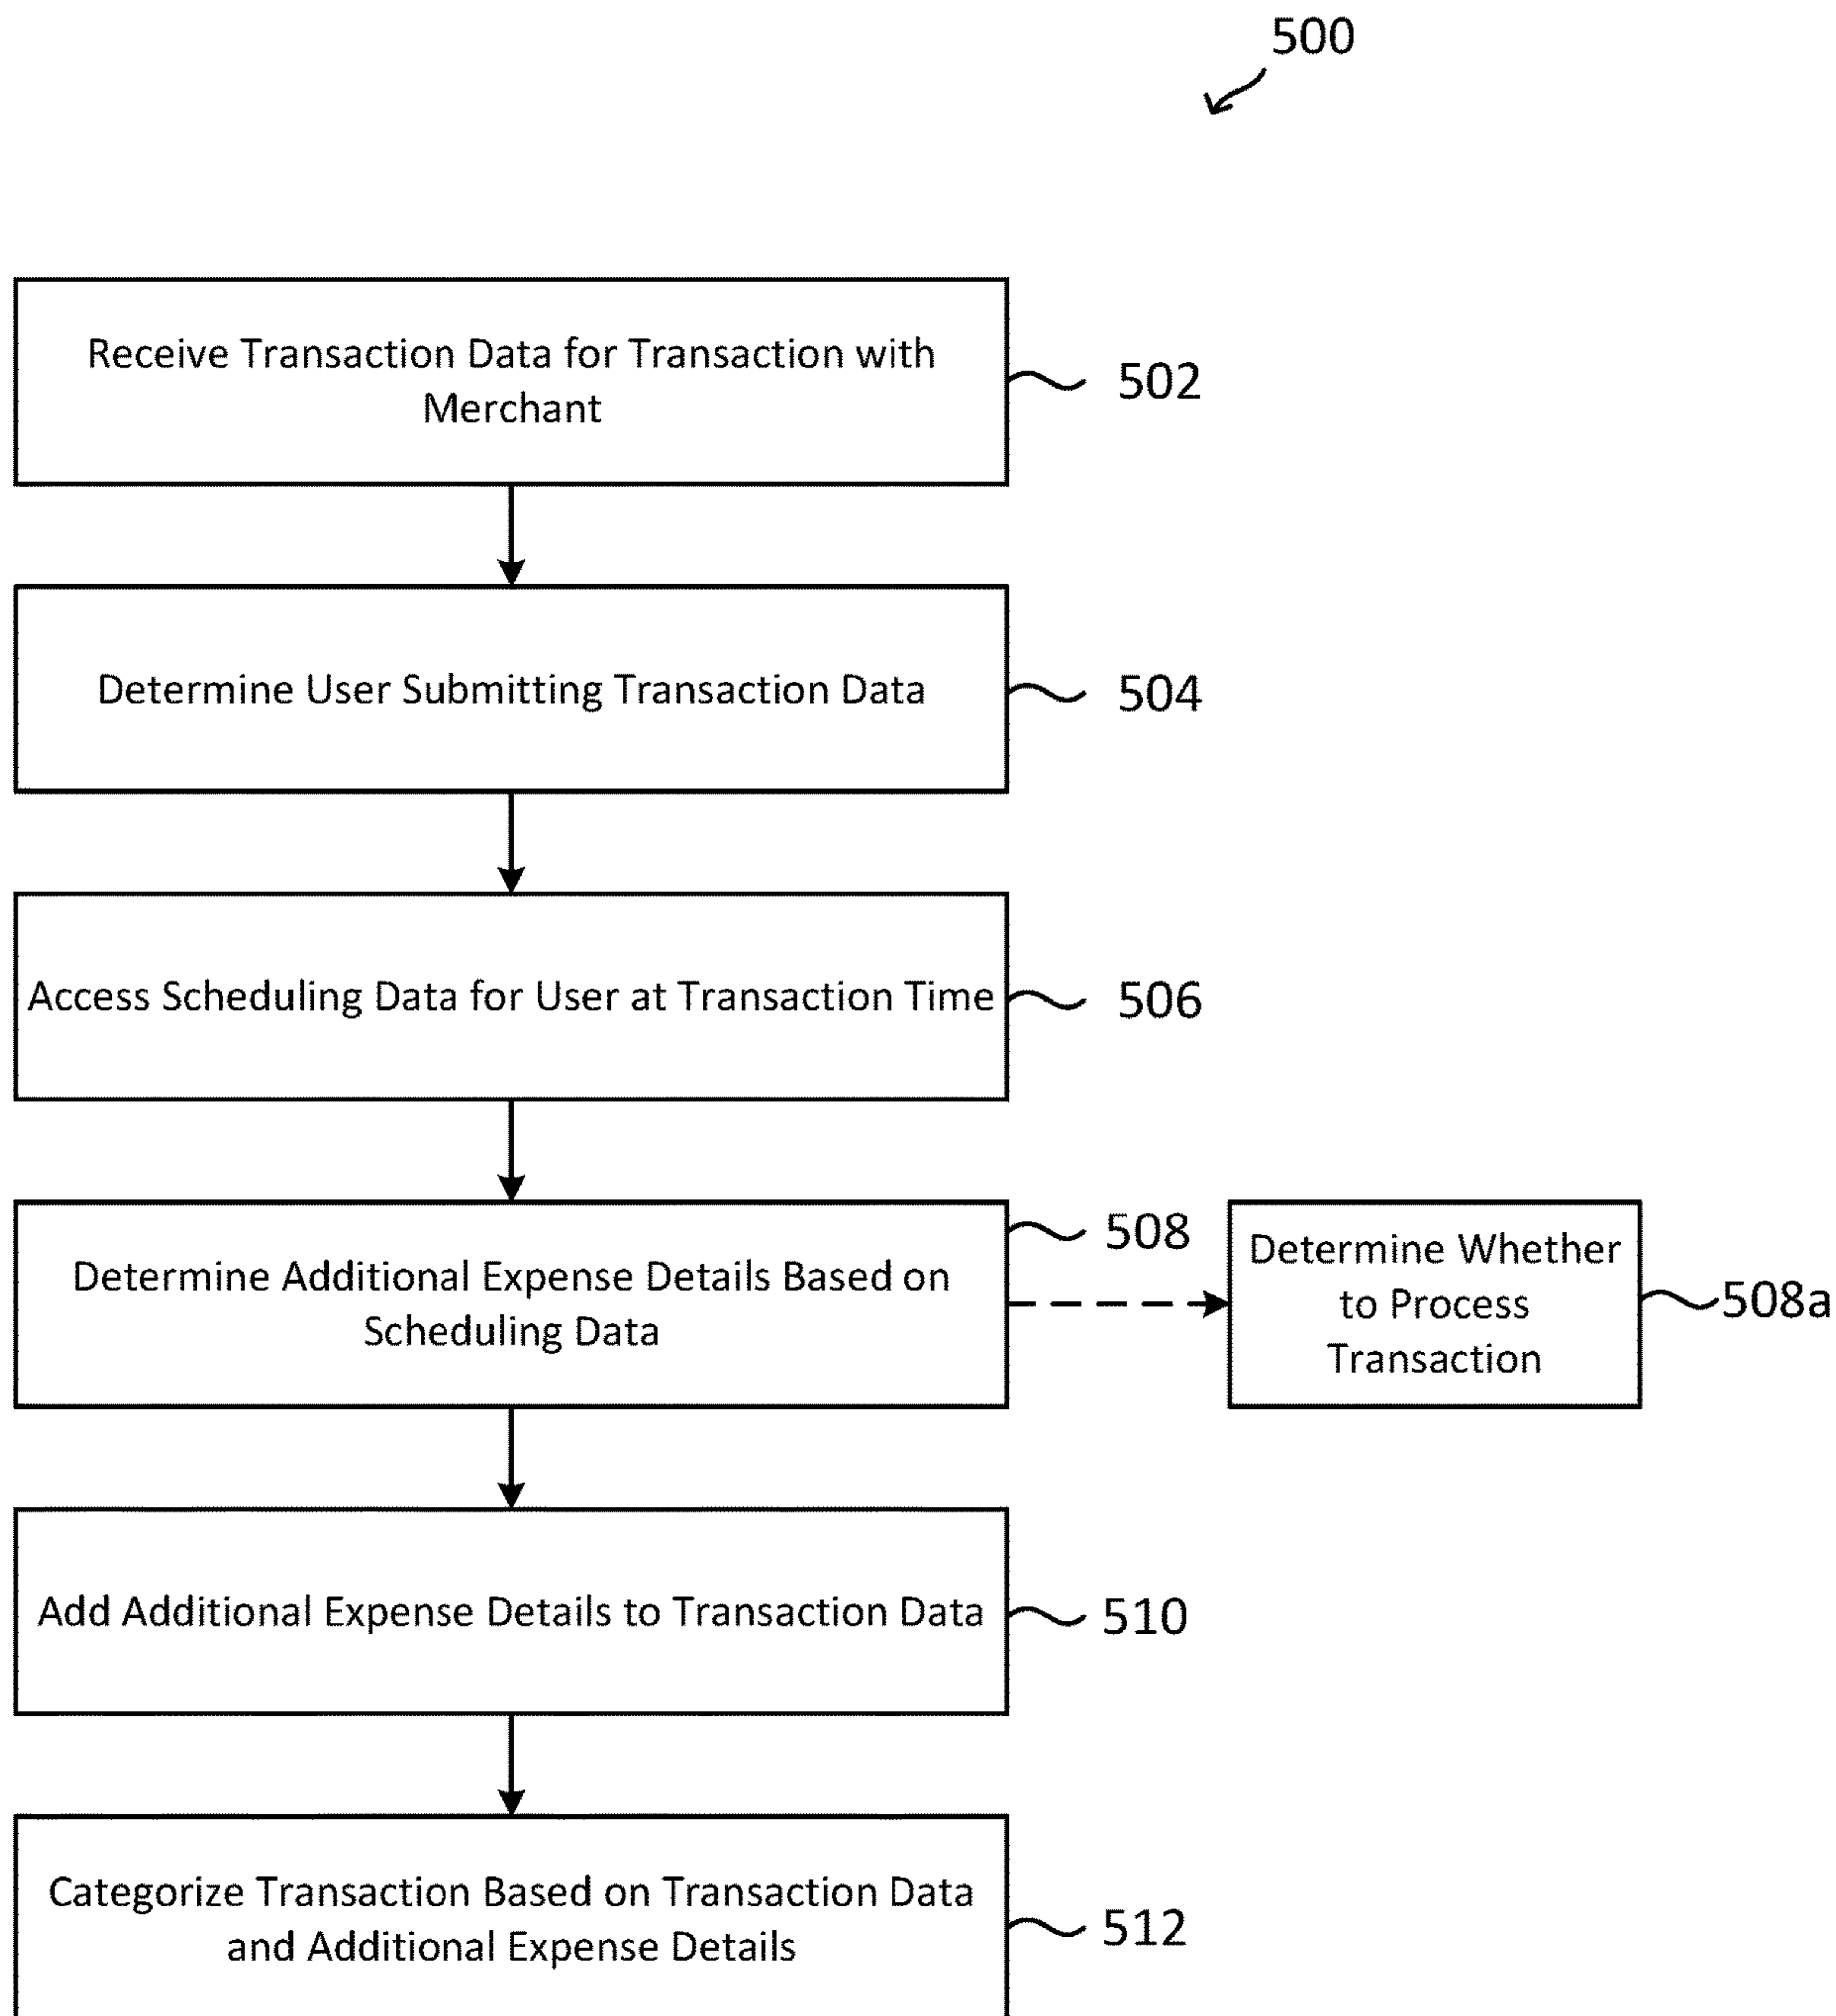 500
Receive Transaction Data for Transaction with
Merchant
502
Determine User Submitting Transaction Data
504
Access Scheduling Data for User at Transaction Time
506
Determine Additional Expense Details Based on
Scheduling Data
508
Determine Whether
to Process
Transaction
508a
Add Additional Expense Details to Transaction Data
510
Categorize Transaction Based on Transaction Data
and Additional Expense Details
512